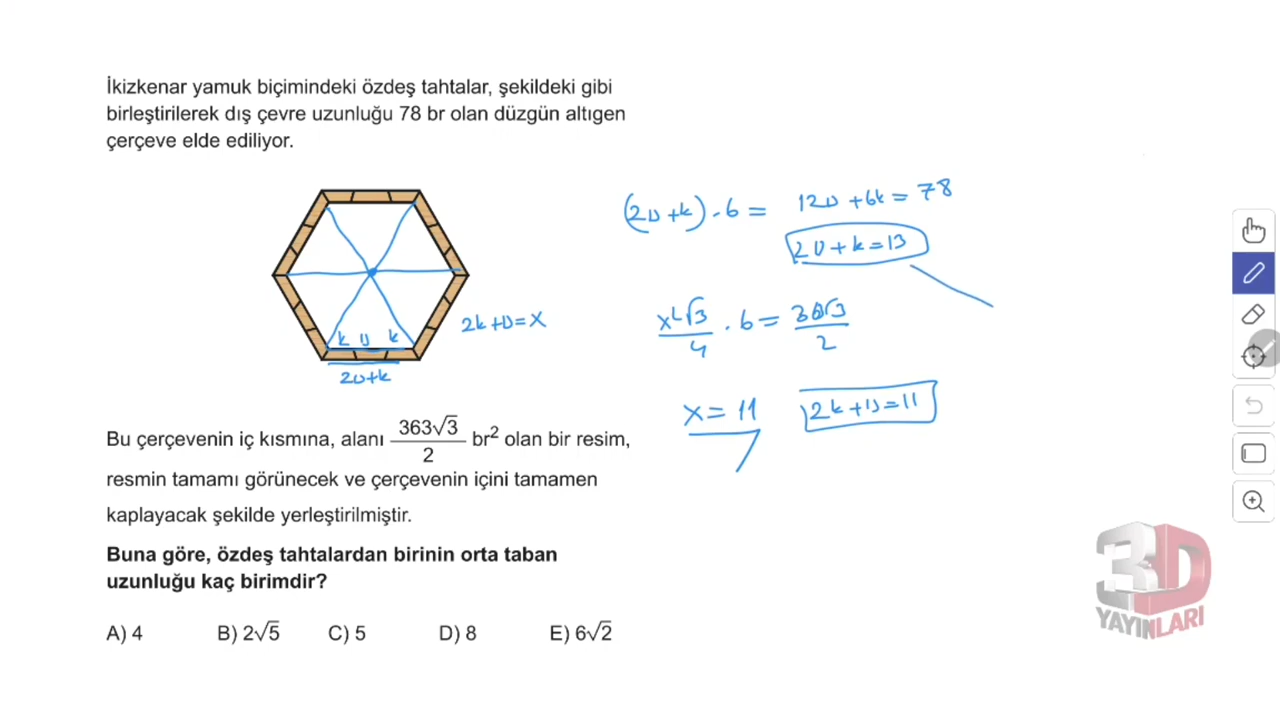 İkizkenar yamuk biçimindeki özdeş tahtalar, şekildeki gibi
birleştirilerek dış çevre uzunluğu 78 br olan düzgün altıgen
çerçeve elde ediliyor.
(2U+k).6 = 12U+6k=78
2U+k=13
k U k
2k+U=x
2U+k
x²√3/4 . 6 = 363√3/2
x=11 2k+U=11
Bu çerçevenin iç kısmına, alanı 363√3/2 br² olan bir resim,
resmin tamamı görünecek ve çerçevenin içini tamamen
kaplayacak şekilde yerleştirilmiştir.
Buna göre, özdeş tahtalardan birinin orta taban
uzunluğu kaç birimdir?
A) 4 B) 2√5 C) 5 D) 8 E) 6√2
3D
YAYINLARI